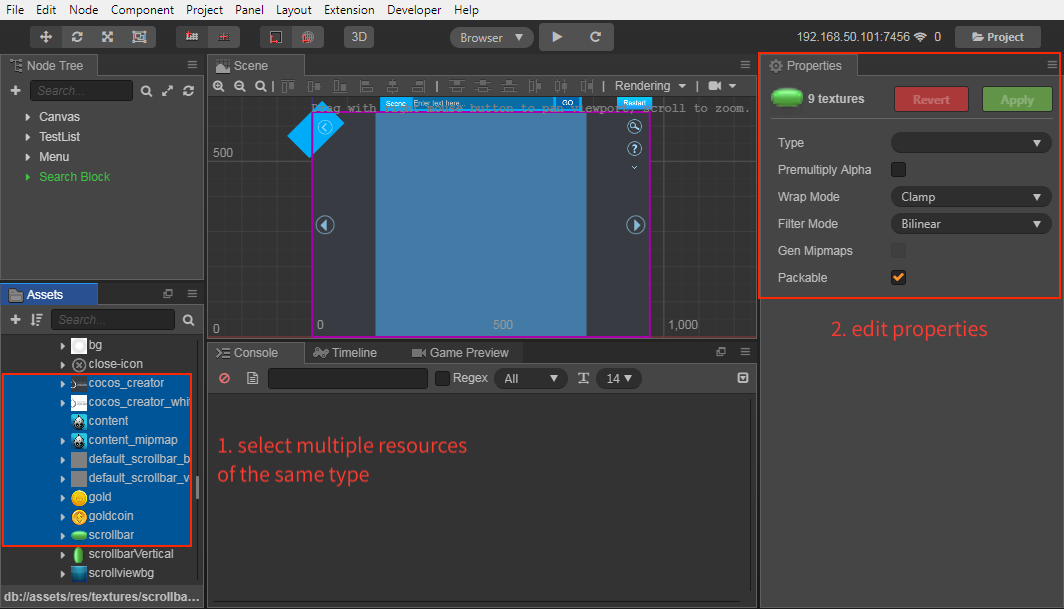 File Edit Node Component Project Panel Layout Extension Developer Help
3D
Browser
192.168.50.101:7456 0
Project
Node Tree
Search...
Canvas
TestList
Menu
Search Block
Scene
Rendering
Scene Enter text here... GO Restart
Drag with right mouse button to pan viewport, scroll to zoom.
500
?
0
0
500
1,000
Properties
9 textures
Revert
Apply
Type
Premultiply Alpha
Wrap Mode Clamp
Filter Mode Bilinear
Gen Mipmaps
Packable
2. edit properties
Assets
Search...
bg
close-icon
cocos_creator
cocos_creator_whi
content
content_mipmap
default_scrollbar_b
default_scrollbar_v
gold
goldcoin
scrollbar
scrollbarVertical
scrollviewbg
db://assets/res/textures/scrollba...
Console
Timeline
Game Preview
Regex
All
14
1. select multiple resources
of the same type